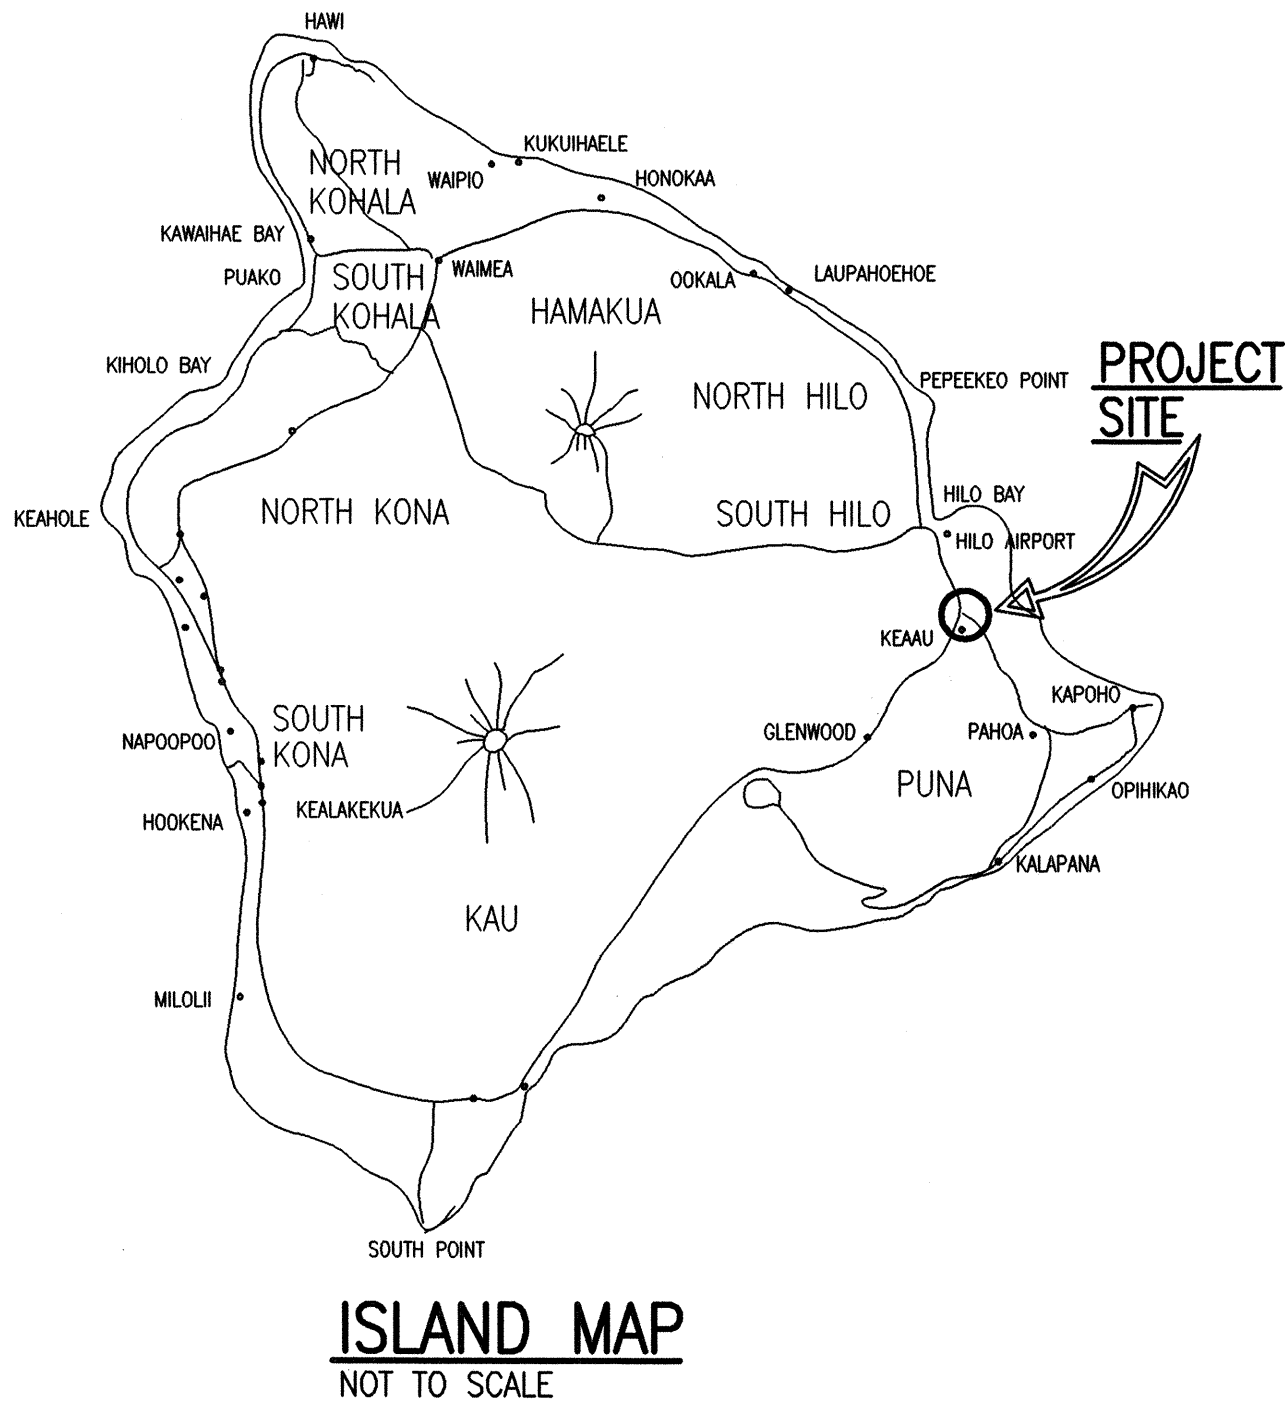 HAWI
KUKUIHAELE
NORTH
KOHALA
WAIPIO
HONOKAA
KAWAIHAE BAY
PUAKO
SOUTH
KOHALA
WAIMEA
OOKALA
LAUPAHOEHOE
HAMAKUA
KIHOLO BAY
NORTH HILO
PEPEEKEO POINT
PROJECT
SITE
KEAHOLE
NORTH KONA
SOUTH HILO
HILO BAY
HILO AIRPORT
KEAAU
KAPOHO
NAPOOPOO
SOUTH
KONA
GLENWOOD
PAHOA
PUNA
OPIHIKAO
HOOKENA
KEALAKEKUA
KALAPANA
KAU
MILOLII
SOUTH POINT
ISLAND MAP
NOT TO SCALE